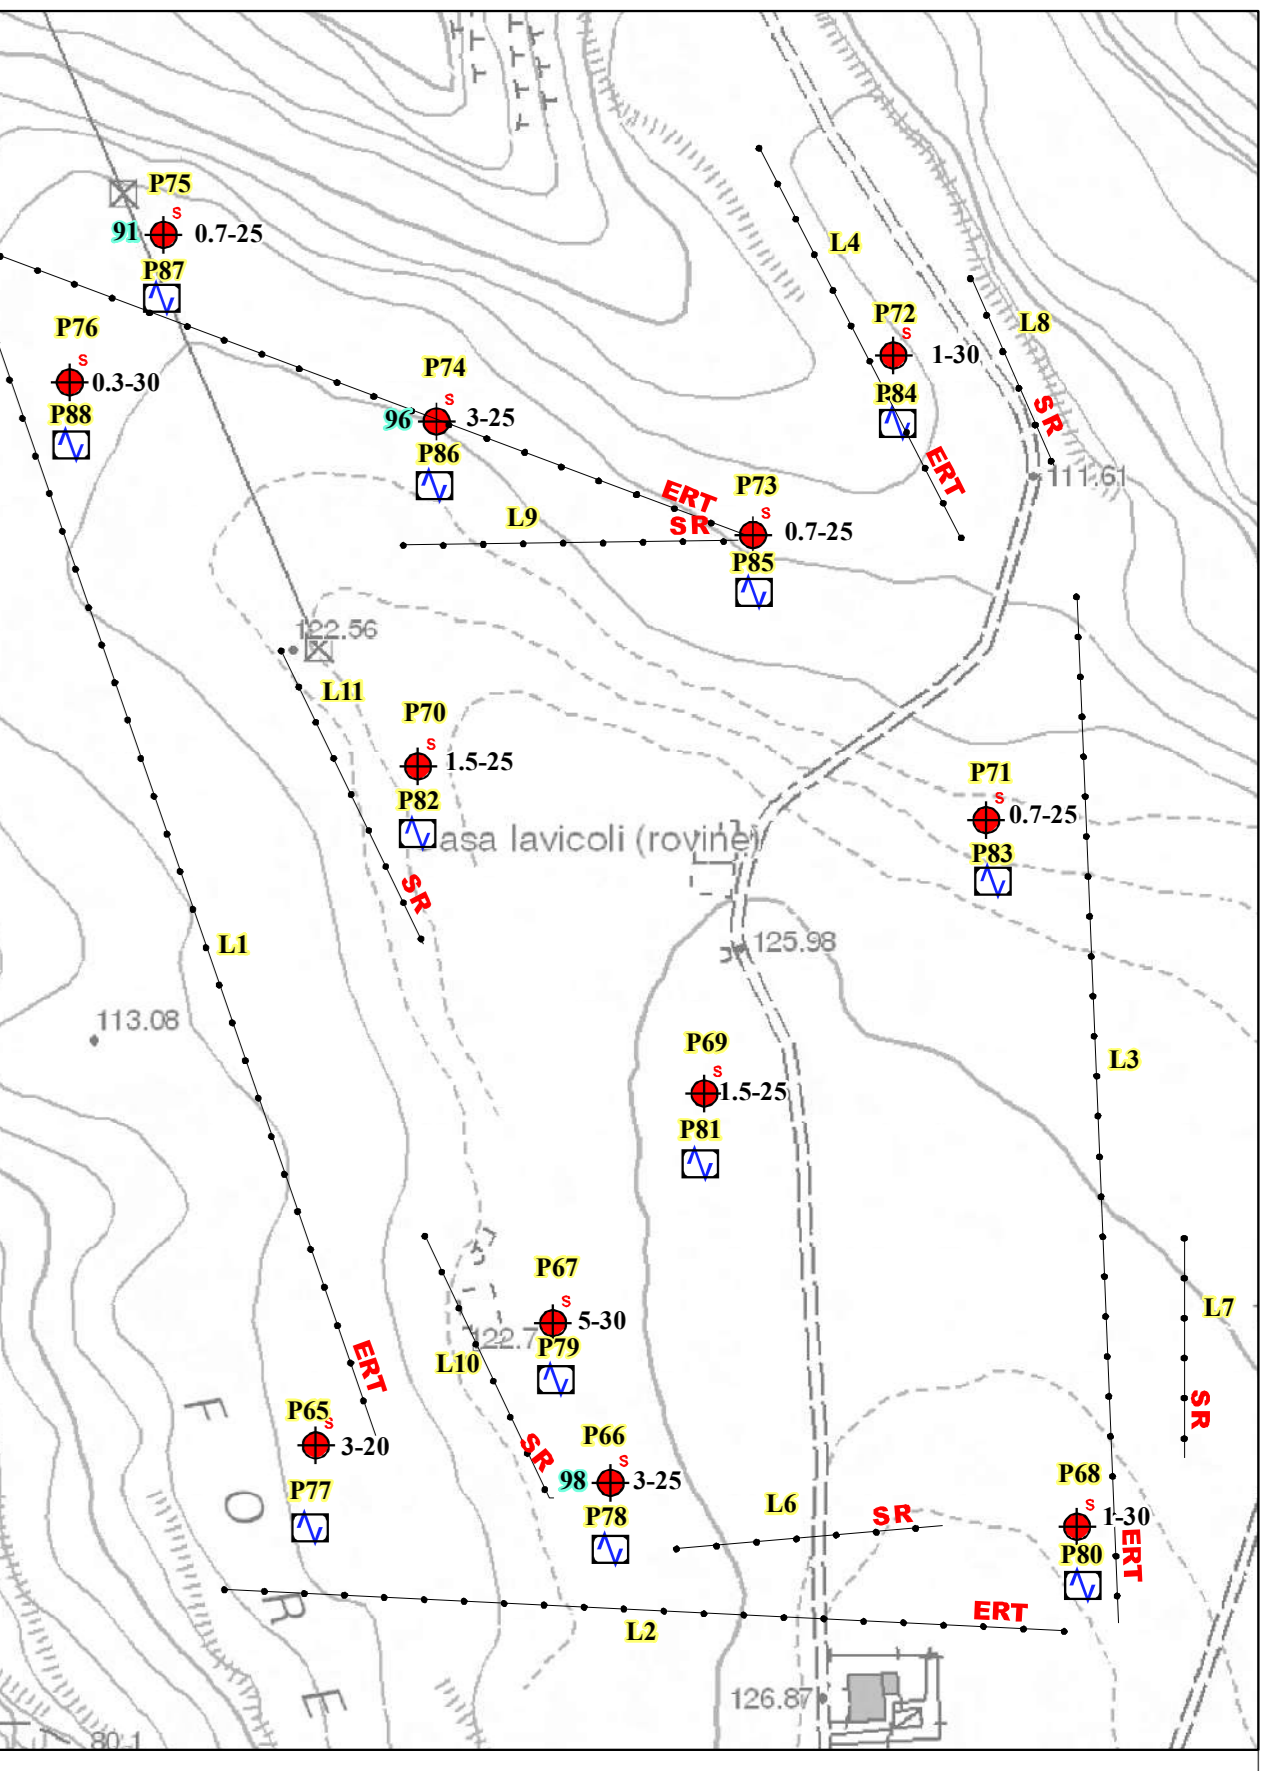 P75
S
91
0.7-25
P87
P76
S
0.3-30
P88
P74
S
96
3-25
P86
L4
P72
S
1-30
P84
L8
SR
ERT
111.61
P73
S
0.7-25
ERT
SR
L9
P85
122.56
L11
P70
S
1.5-25
P82
asa Iavicoli (rovine)
SR
P71
S
0.7-25
P83
L1
125.98
113.08
P69
S
1.5-25
P81
L3
P67
S
5-30
122.7
P79
L10
SR
L7
SR
ERT
P65
S
3-20
P77
P66
S
98
3-25
P78
L6
SR
P68
S
1-30
P80
ERT
L2
ERT
F O R E
126.87
80.1